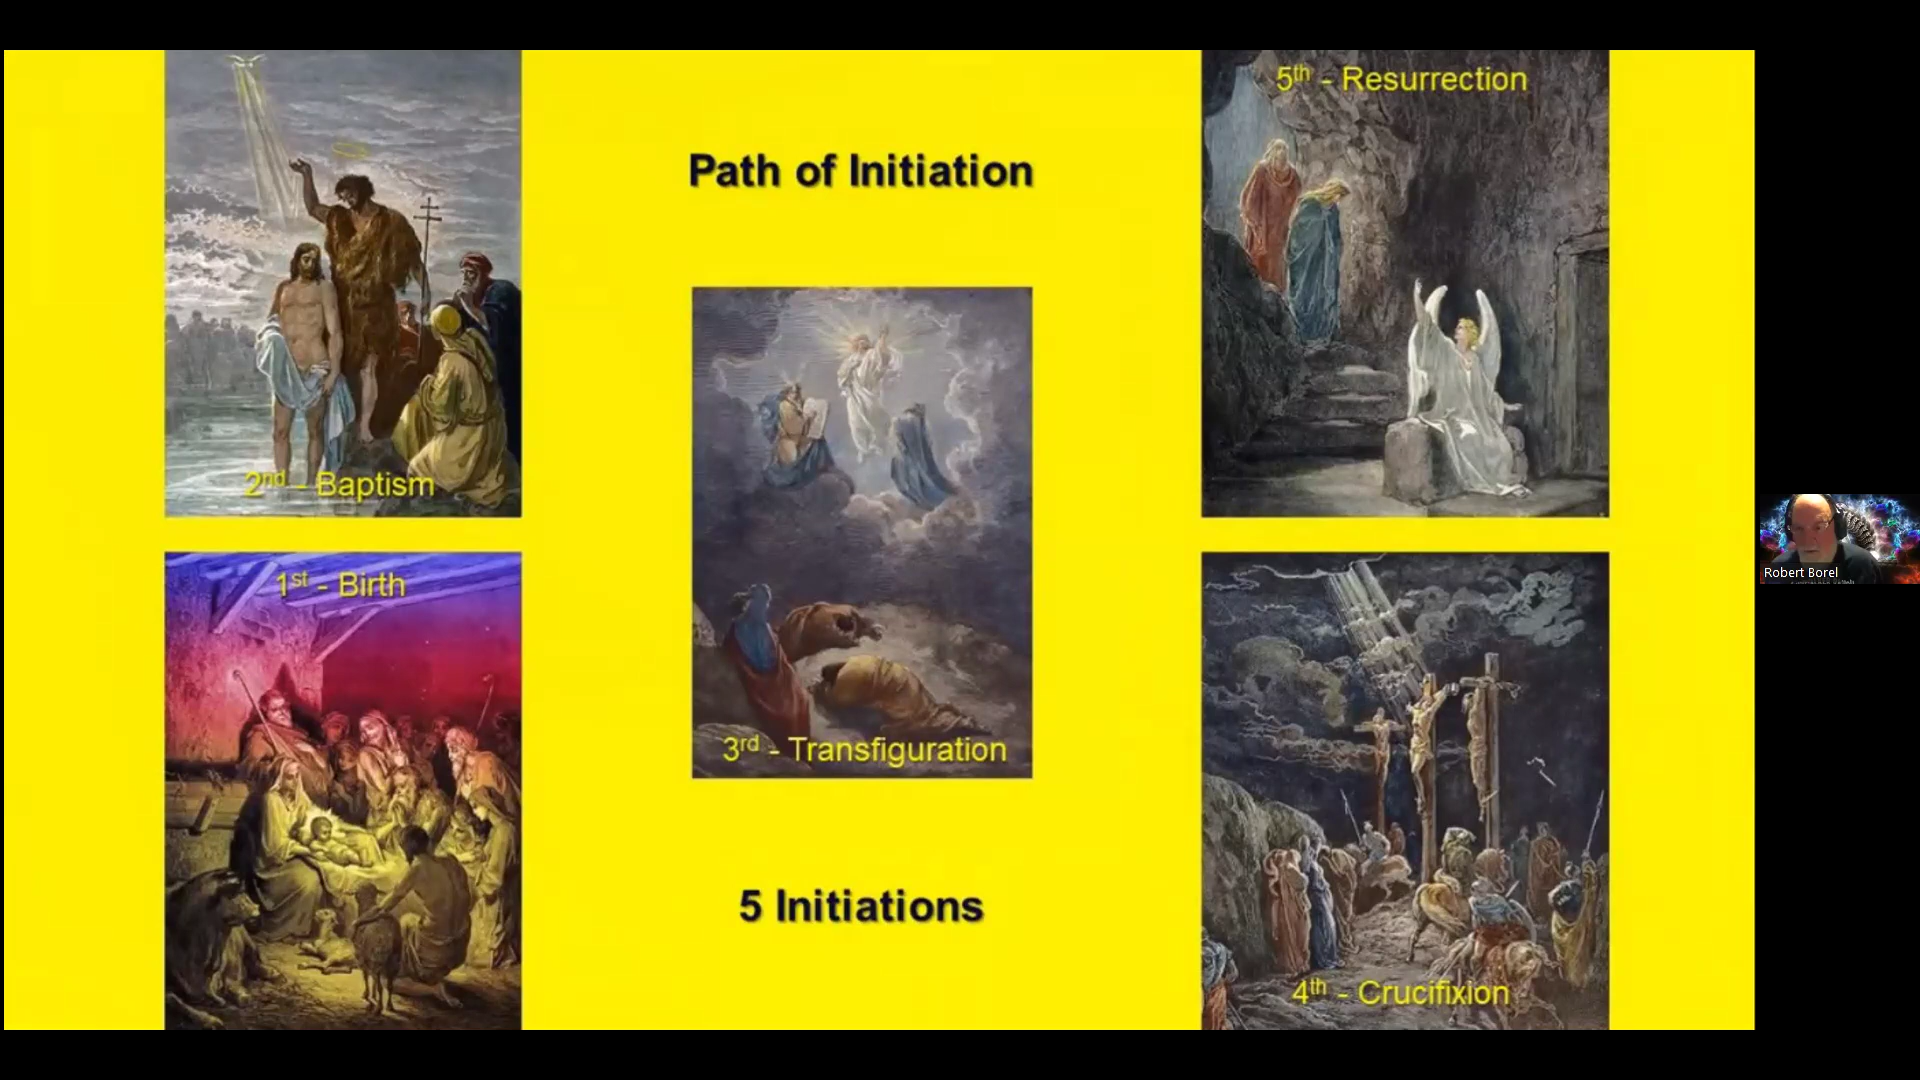 Path of Initiation
2nd - Baptism
1st - Birth
3rd - Transfiguration
5 Initiations
5th - Resurrection
4th - Crucifixion
Robert Borel